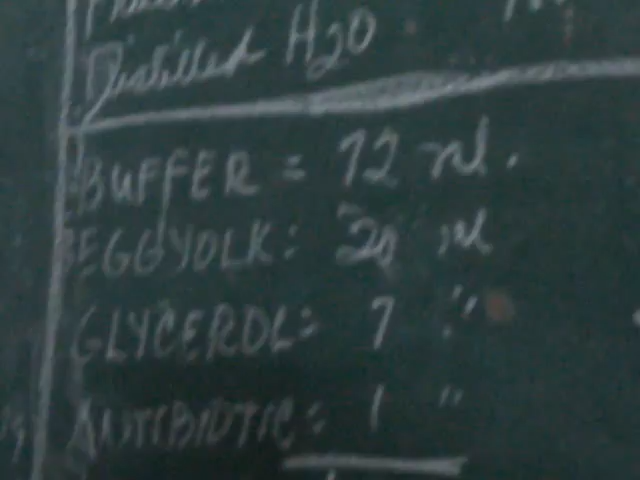 Distilled H2O
BUFFER = 72 ml.
EGGYOLK: 20 ml
GLYCEROL= 7 "
ANTIBIOTIC = 1 "